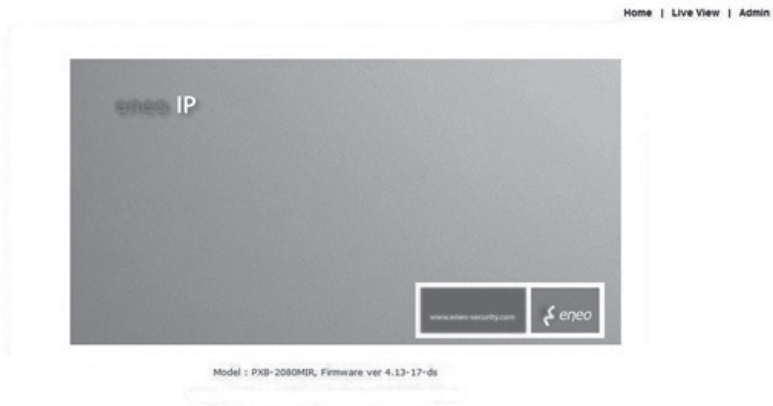 Home | Live View | Admin
eneo IP
www.eneo-security.com
eneo
Model : PXB-2080MIR, Firmware ver 4.13-17-ds